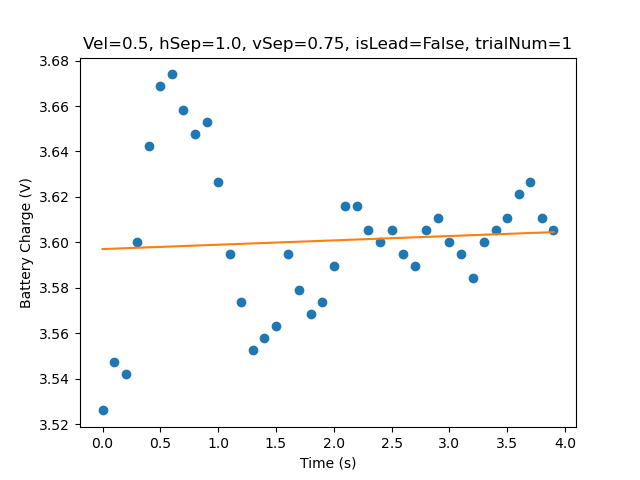 Vel=0.5, hSep=1.0, vSep=0.75, isLead=False, trialNum=1
3.68
3.66
3.64
3.62
3.60
3.58
3.56
3.54
3.52
Battery Charge (V)
0.0 0.5 1.0 1.5 2.0 2.5 3.0 3.5 4.0
Time (s)